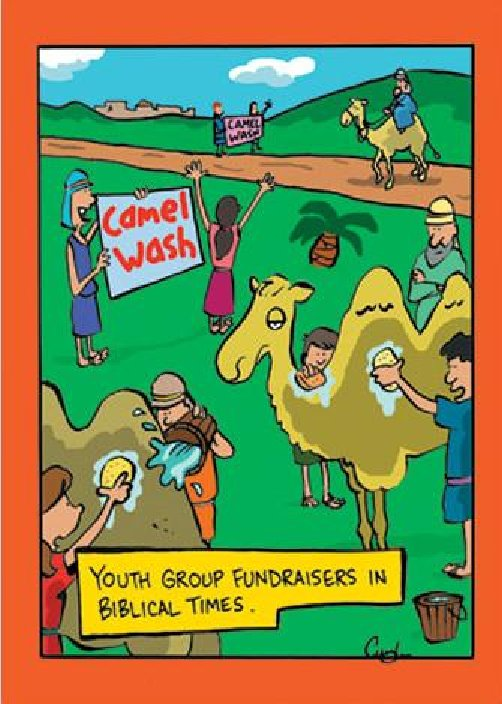 CAMEL
WASH
Camel
Wash
YOUTH GROUP FUNDRAISERS IN
BIBLICAL TIMES.